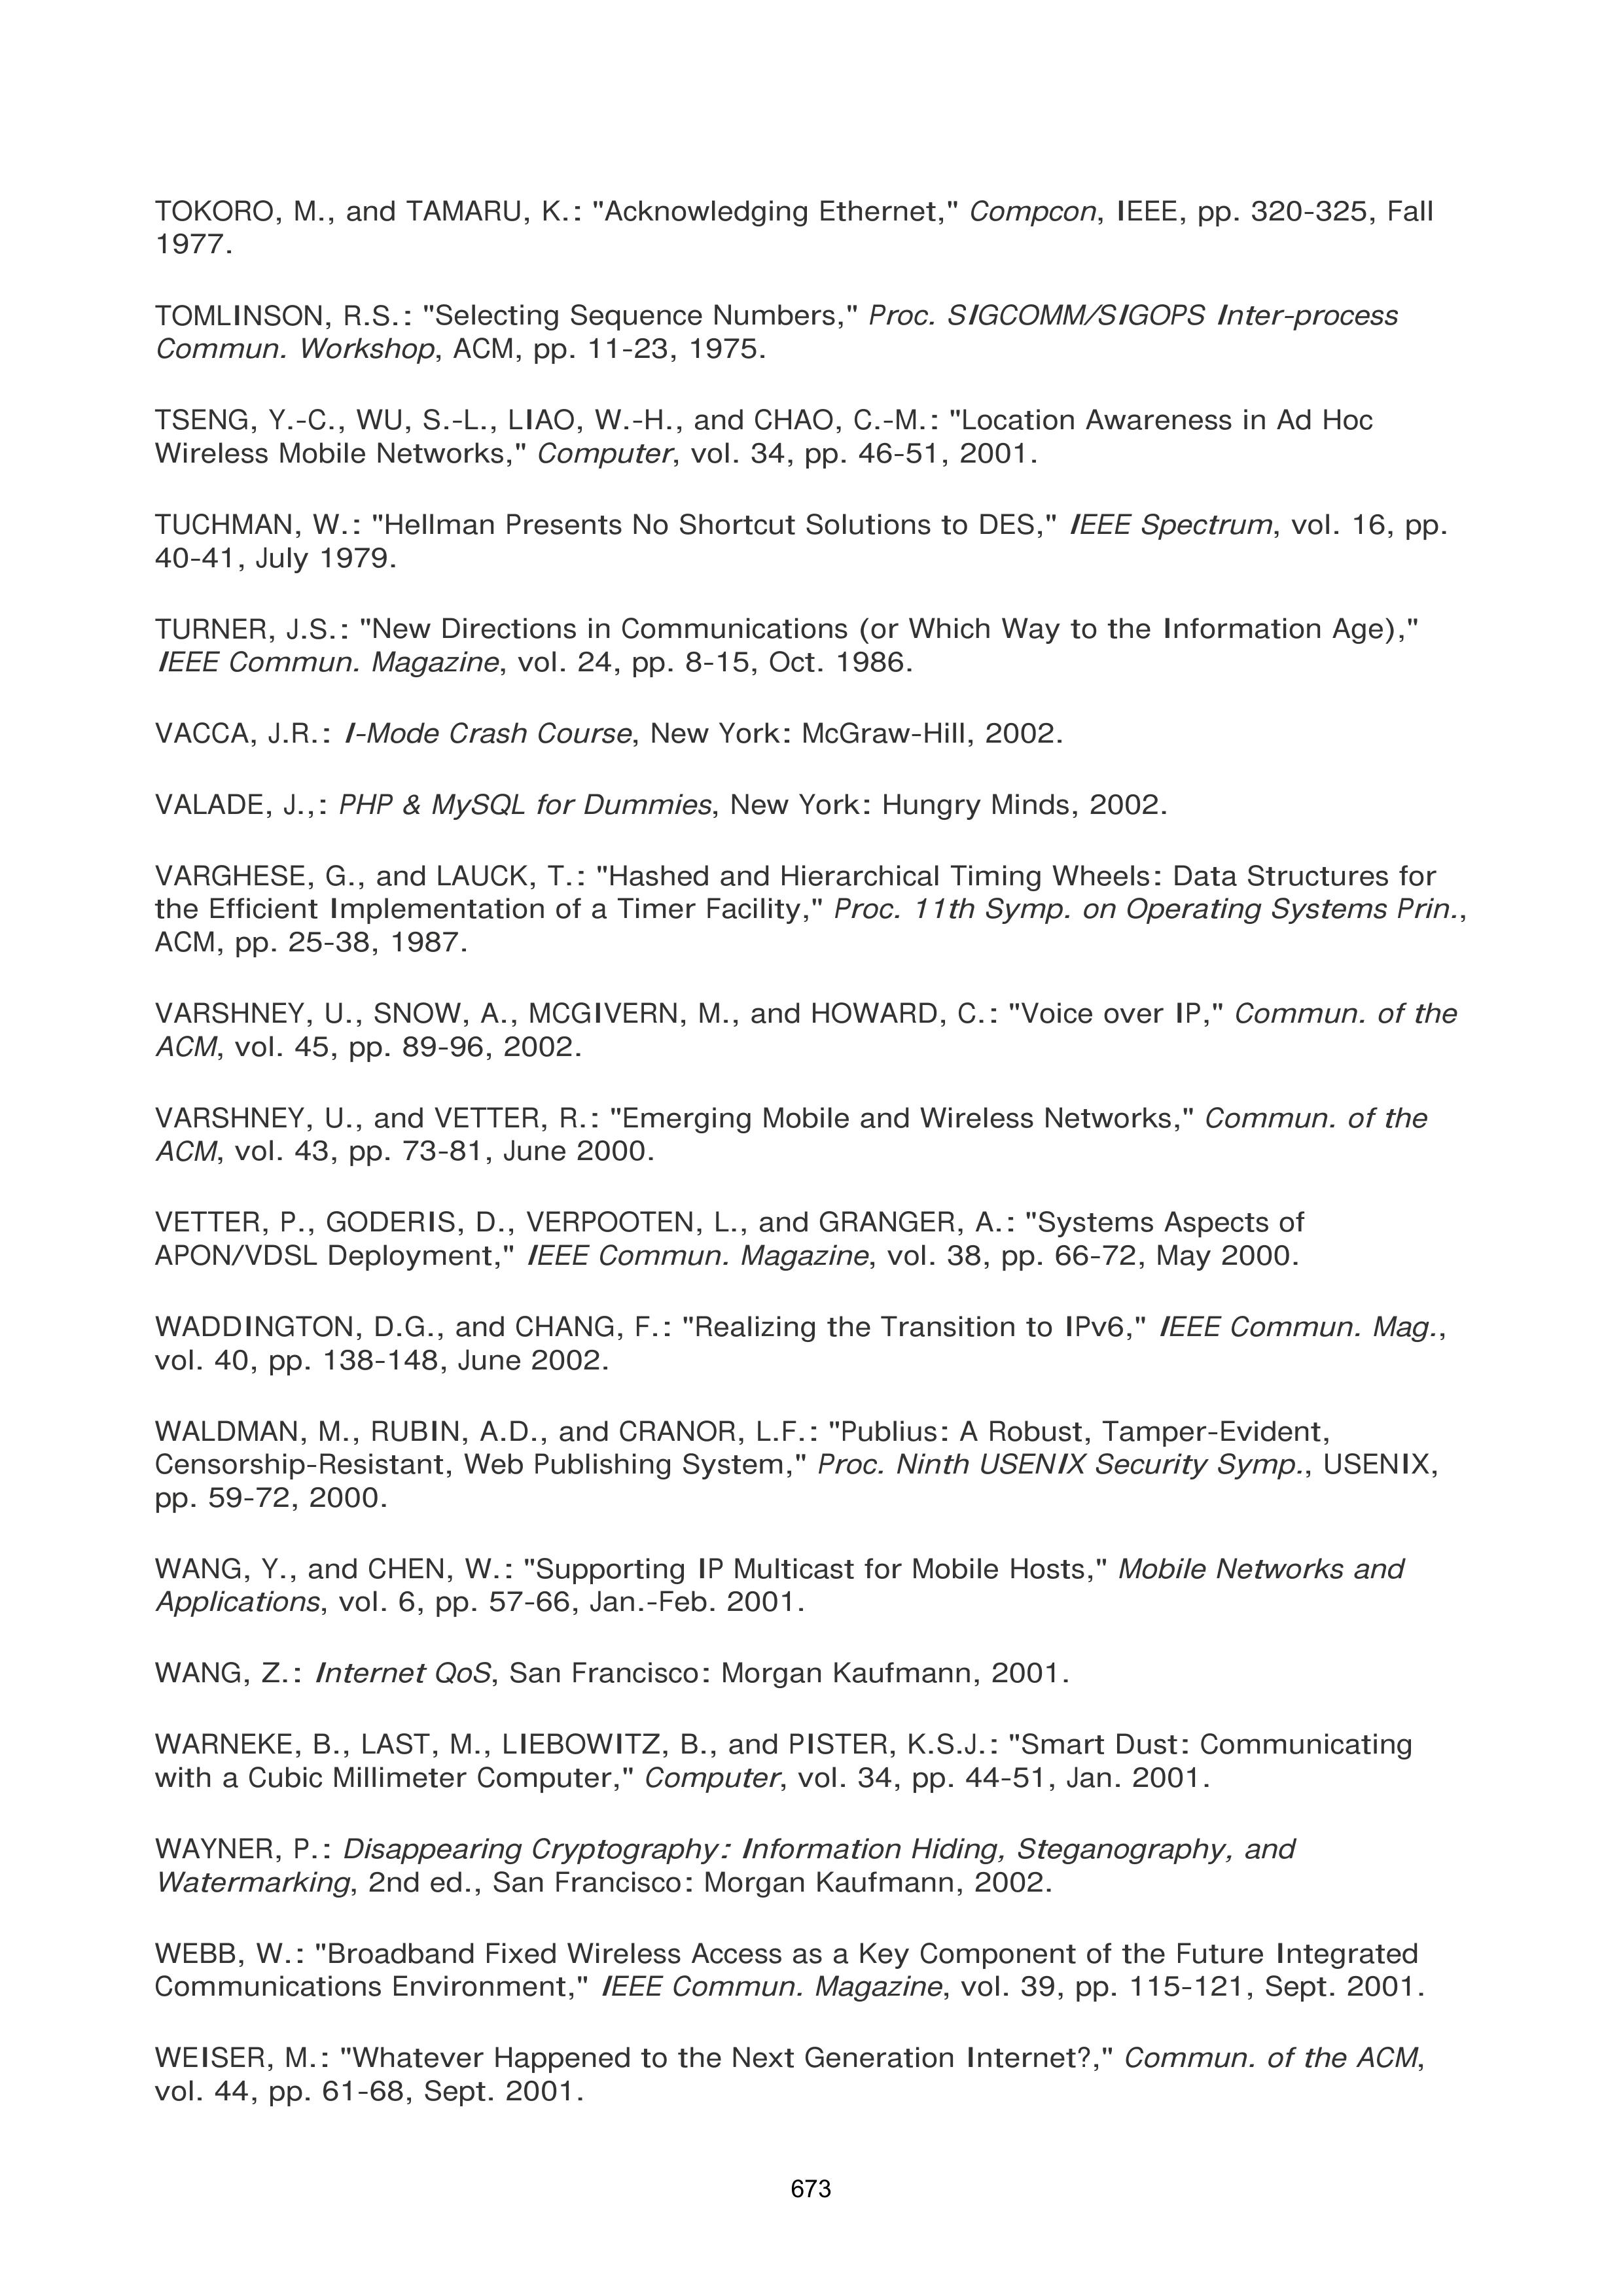 TOKORO, M., and TAMARU, K.: "Acknowledging Ethernet," Compcon, IEEE, pp. 320-325, Fall
1977.
TOMLINSON, R.S.: "Selecting Sequence Numbers," Proc. SIGCOMM/SIGOPS Inter-process
Commun. Workshop, ACM, pp. 11-23, 1975.
TSENG, Y.-C., WU, S.-L., LIAO, W.-H., and CHAO, C.-M.: "Location Awareness in Ad Hoc
Wireless Mobile Networks," Computer, vol. 34, pp. 46-51, 2001.
TUCHMAN, W.: "Hellman Presents No Shortcut Solutions to DES," IEEE Spectrum, vol. 16, pp.
40-41, July 1979.
TURNER, J.S.: "New Directions in Communications (or Which Way to the Information Age),"
IEEE Commun. Magazine, vol. 24, pp. 8-15, Oct. 1986.
VACCA, J.R.: I-Mode Crash Course, New York: McGraw-Hill, 2002.
VALADE, J.,: PHP & MySQL for Dummies, New York: Hungry Minds, 2002.
VARGHESE, G., and LAUCK, T.: "Hashed and Hierarchical Timing Wheels: Data Structures for
the Efficient Implementation of a Timer Facility," Proc. 11th Symp. on Operating Systems Prin.,
ACM, pp. 25-38, 1987.
VARSHNEY, U., SNOW, A., MCGIVERN, M., and HOWARD, C.: "Voice over IP," Commun. of the
ACM, vol. 45, pp. 89-96, 2002.
VARSHNEY, U., and VETTER, R.: "Emerging Mobile and Wireless Networks," Commun. of the
ACM, vol. 43, pp. 73-81, June 2000.
VETTER, P., GODERIS, D., VERPOOTEN, L., and GRANGER, A.: "Systems Aspects of
APON/VDSL Deployment," IEEE Commun. Magazine, vol. 38, pp. 66-72, May 2000.
WADDINGTON, D.G., and CHANG, F.: "Realizing the Transition to IPv6," IEEE Commun. Mag.,
vol. 40, pp. 138-148, June 2002.
WALDMAN, M., RUBIN, A.D., and CRANOR, L.F.: "Publius: A Robust, Tamper-Evident,
Censorship-Resistant, Web Publishing System," Proc. Ninth USENIX Security Symp., USENIX,
pp. 59-72, 2000.
WANG, Y., and CHEN, W.: "Supporting IP Multicast for Mobile Hosts," Mobile Networks and
Applications, vol. 6, pp. 57-66, Jan.-Feb. 2001.
WANG, Z.: Internet QoS, San Francisco: Morgan Kaufmann, 2001.
WARNEKE, B., LAST, M., LIEBOWITZ, B., and PISTER, K.S.J.: "Smart Dust: Communicating
with a Cubic Millimeter Computer," Computer, vol. 34, pp. 44-51, Jan. 2001.
WAYNER, P.: Disappearing Cryptography: Information Hiding, Steganography, and
Watermarking, 2nd ed., San Francisco: Morgan Kaufmann, 2002.
WEBB, W.: "Broadband Fixed Wireless Access as a Key Component of the Future Integrated
Communications Environment," IEEE Commun. Magazine, vol. 39, pp. 115-121, Sept. 2001.
WEISER, M.: "Whatever Happened to the Next Generation Internet?," Commun. of the ACM,
vol. 44, pp. 61-68, Sept. 2001.
673